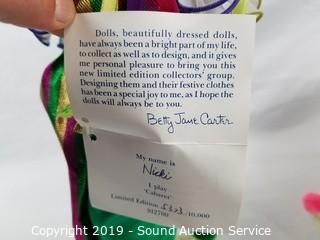 Dolls, beautifully dressed dolls,
have always been a bright part of my life,
to collect as well as to design, and it gives
me personal pleasure to bring you this
new limited edition collectors' group.
Designing them and their festive clothes
has been a special joy to me, as I hope the
dolls will always be to you.
Betty Jane Carter
My name is
Nicki
I play
"Cabaret"
Limited Edition /10,000
912700
Copyright 2019 - Sound Auction Service